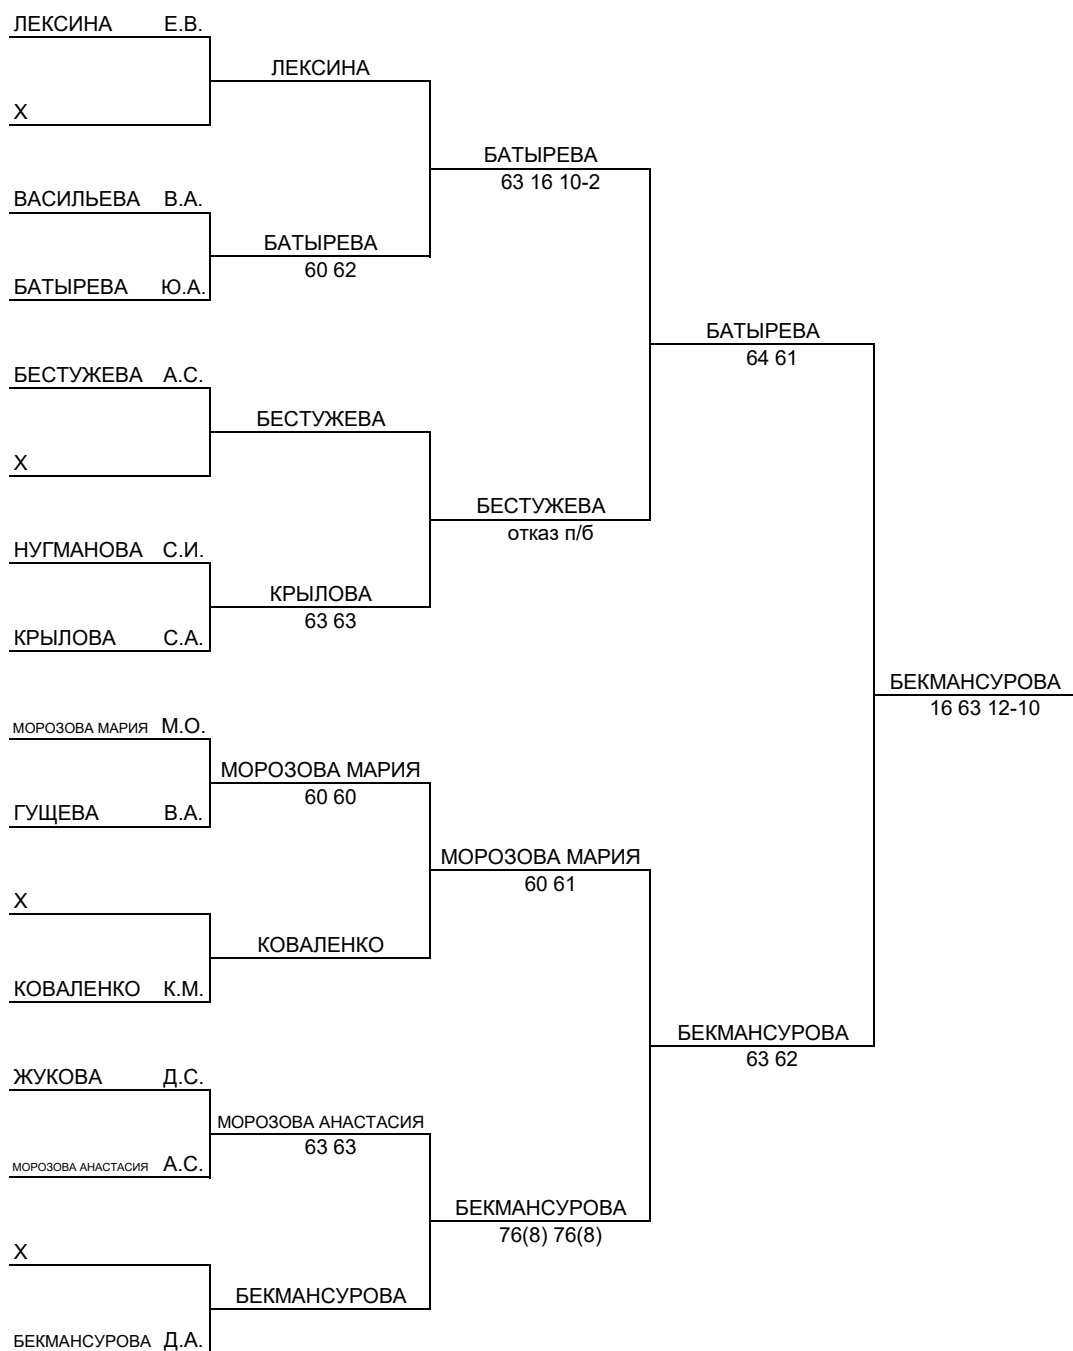 ЛЕКСИНА Е.В.
ЛЕКСИНА
Х
БАТЫРЕВА
63 16 10-2
ВАСИЛЬЕВА В.А.
БАТЫРЕВА
60 62
БАТЫРЕВА Ю.А.
БАТЫРЕВА
64 61
БЕСТУЖЕВА А.С.
БЕСТУЖЕВА
Х
БЕСТУЖЕВА
отказ п/б
НУГМАНОВА С.И.
КРЫЛОВА
63 63
КРЫЛОВА С.А.
БЕКМАНСУРОВА
16 63 12-10
МОРОЗОВА МАРИЯ М.О.
МОРОЗОВА МАРИЯ
60 60
ГУЩЕВА В.А.
МОРОЗОВА МАРИЯ
60 61
Х
КОВАЛЕНКО
КОВАЛЕНКО К.М.
БЕКМАНСУРОВА
63 62
ЖУКОВА Д.С.
МОРОЗОВА АНАСТАСИЯ
63 63
МОРОЗОВА АНАСТАСИЯ А.С.
БЕКМАНСУРОВА
76(8) 76(8)
Х
БЕКМАНСУРОВА
БЕКМАНСУРОВА Д.А.